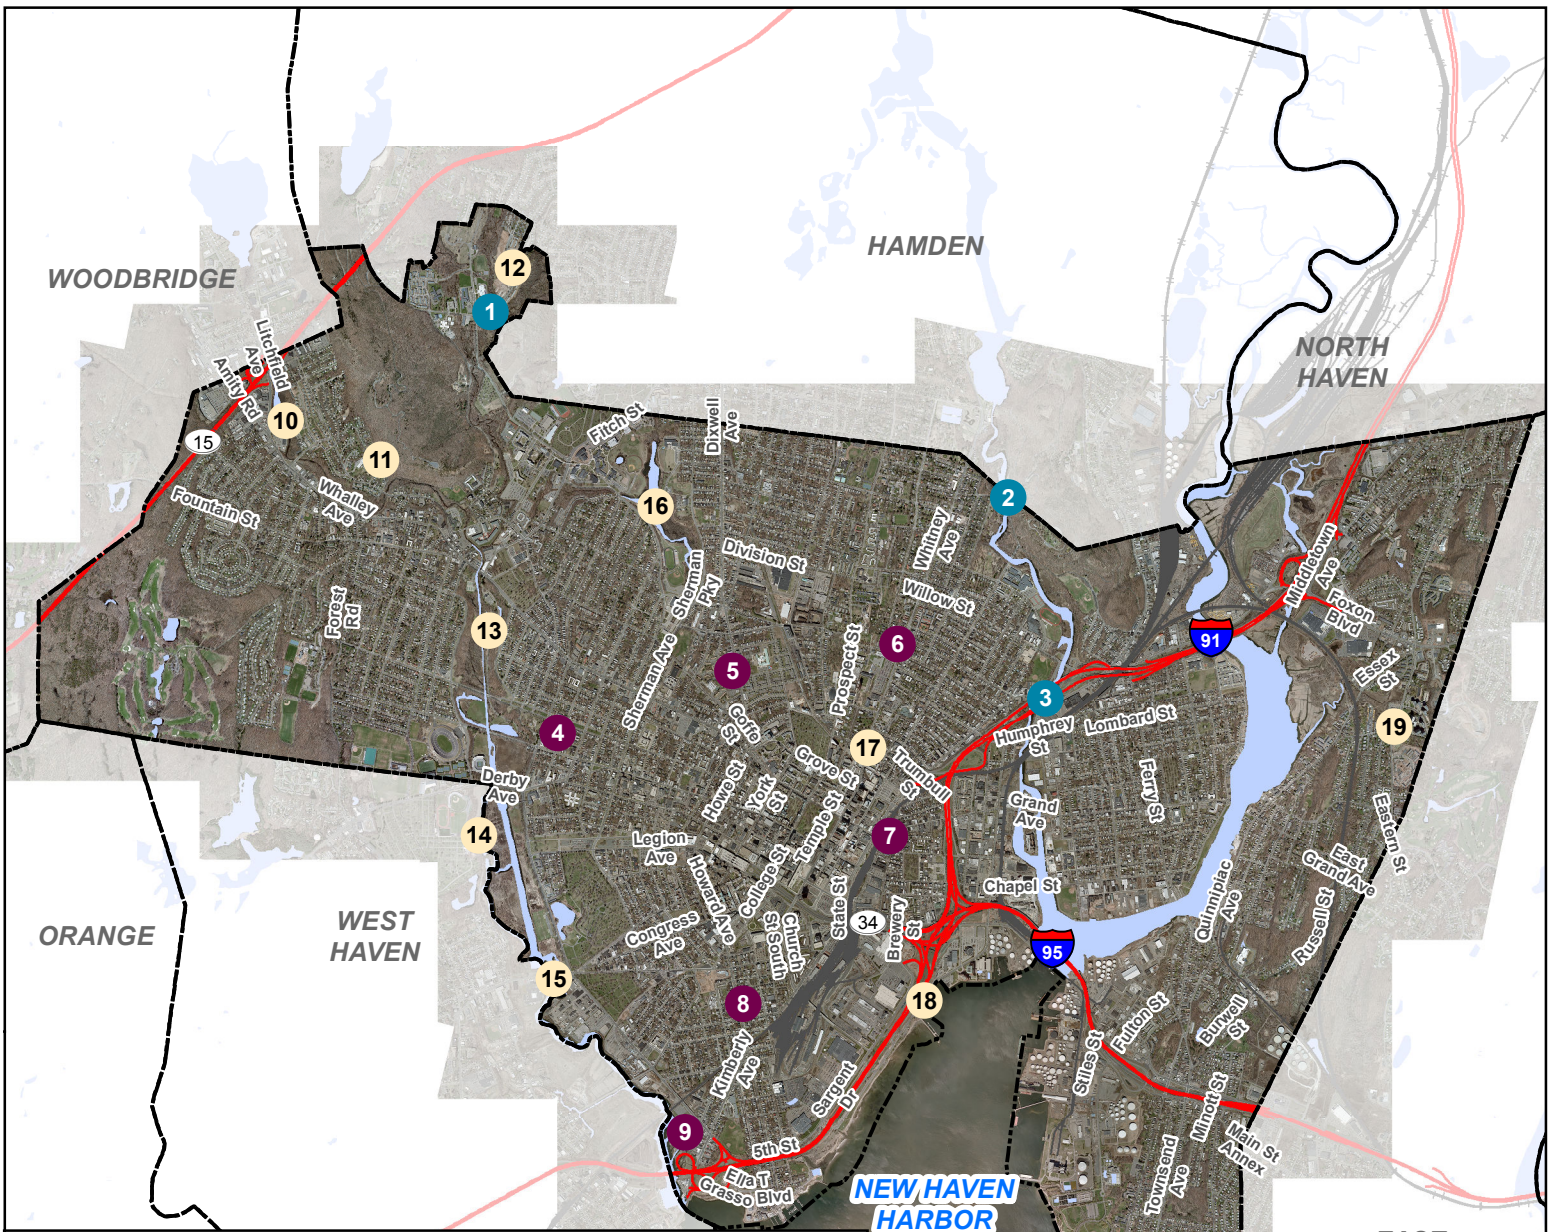 HAMDEN
WOODBRIDGE
12
1
NORTH
HAVEN
Litchfield
Ave
Amity Rd
10
15
11
Fitch St
Dixwell
Ave
Fountain St
Whalley
Ave
16
2
Whitney
Ave
Division St
Sherman
Pky
Willow St
Middletown
Ave
Foxon
Blvd
Forest
Rd
13
6
91
5
Prospect St
Essex
St
Sherman Ave
3
4
Goffe
St
Humphrey
St
Lombard St
19
17
Grove St
Trumbull
St
Derby
Ave
Howe St
York
St
Ferry St
Grand
Ave
Temple St
14
Legion
Ave
7
Eastern St
East
Grand Ave
Howard Ave
College St
Chapel St
Quinnipiac
Ave
ORANGE
WEST
HAVEN
Congress
Ave
Church
St South
State St
34
Brewery
St
Russell St
95
15
8
18
Fulton St
Burwell
St
Kimberly
Ave
Stiles St
Sargent
Dr
Minott St
9
5th St
Main St
Annex
Ella T
Grasso Blvd
Townsend
Ave
NEW HAVEN
HARBOR